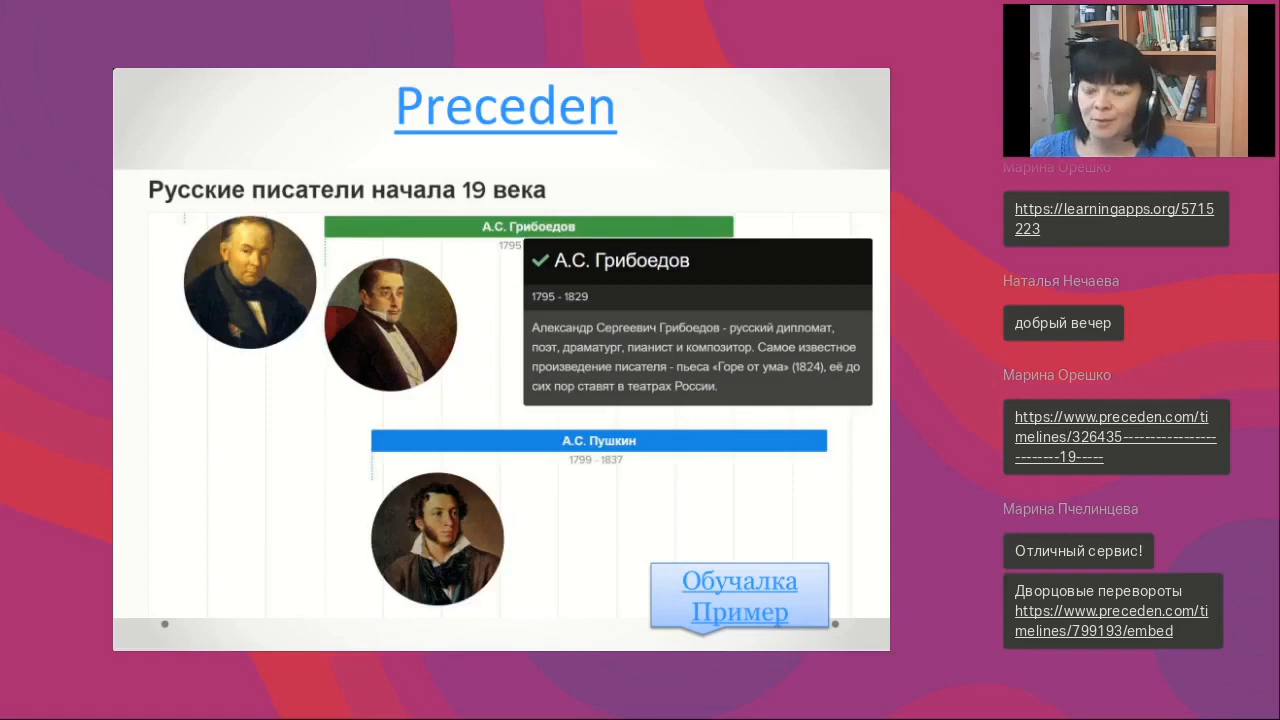 Preceden
Русские писатели начала 19 века
А.С. Грибоедов
1795
А.С. Грибоедов
1795 - 1829
Александр Сергеевич Грибоедов - русский дипломат,
поэт, драматург, пианист и композитор. Самое известное
произведение писателя - пьеса «Горе от ума» (1824), её до
сих пор ставят в театрах России.
А.С. Пушкин
1799 - 1837
Обучалка
Пример
Марина Орешко
https://learningapps.org/5715
223
Наталья Нечаева
добрый вечер
Марина Орешко
https://www.preceden.com/ti
melines/326435-----------------
--------19-----
Марина Пчелинцева
Отличный сервис!
Дворцовые перевороты
https://www.preceden.com/ti
melines/799193/embed